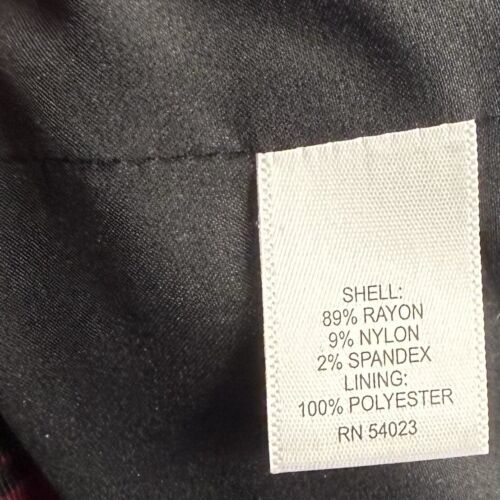 SHELL:
89% RAYON
9% NYLON
2% SPANDEX
LINING:
100% POLYESTER
RN 54023